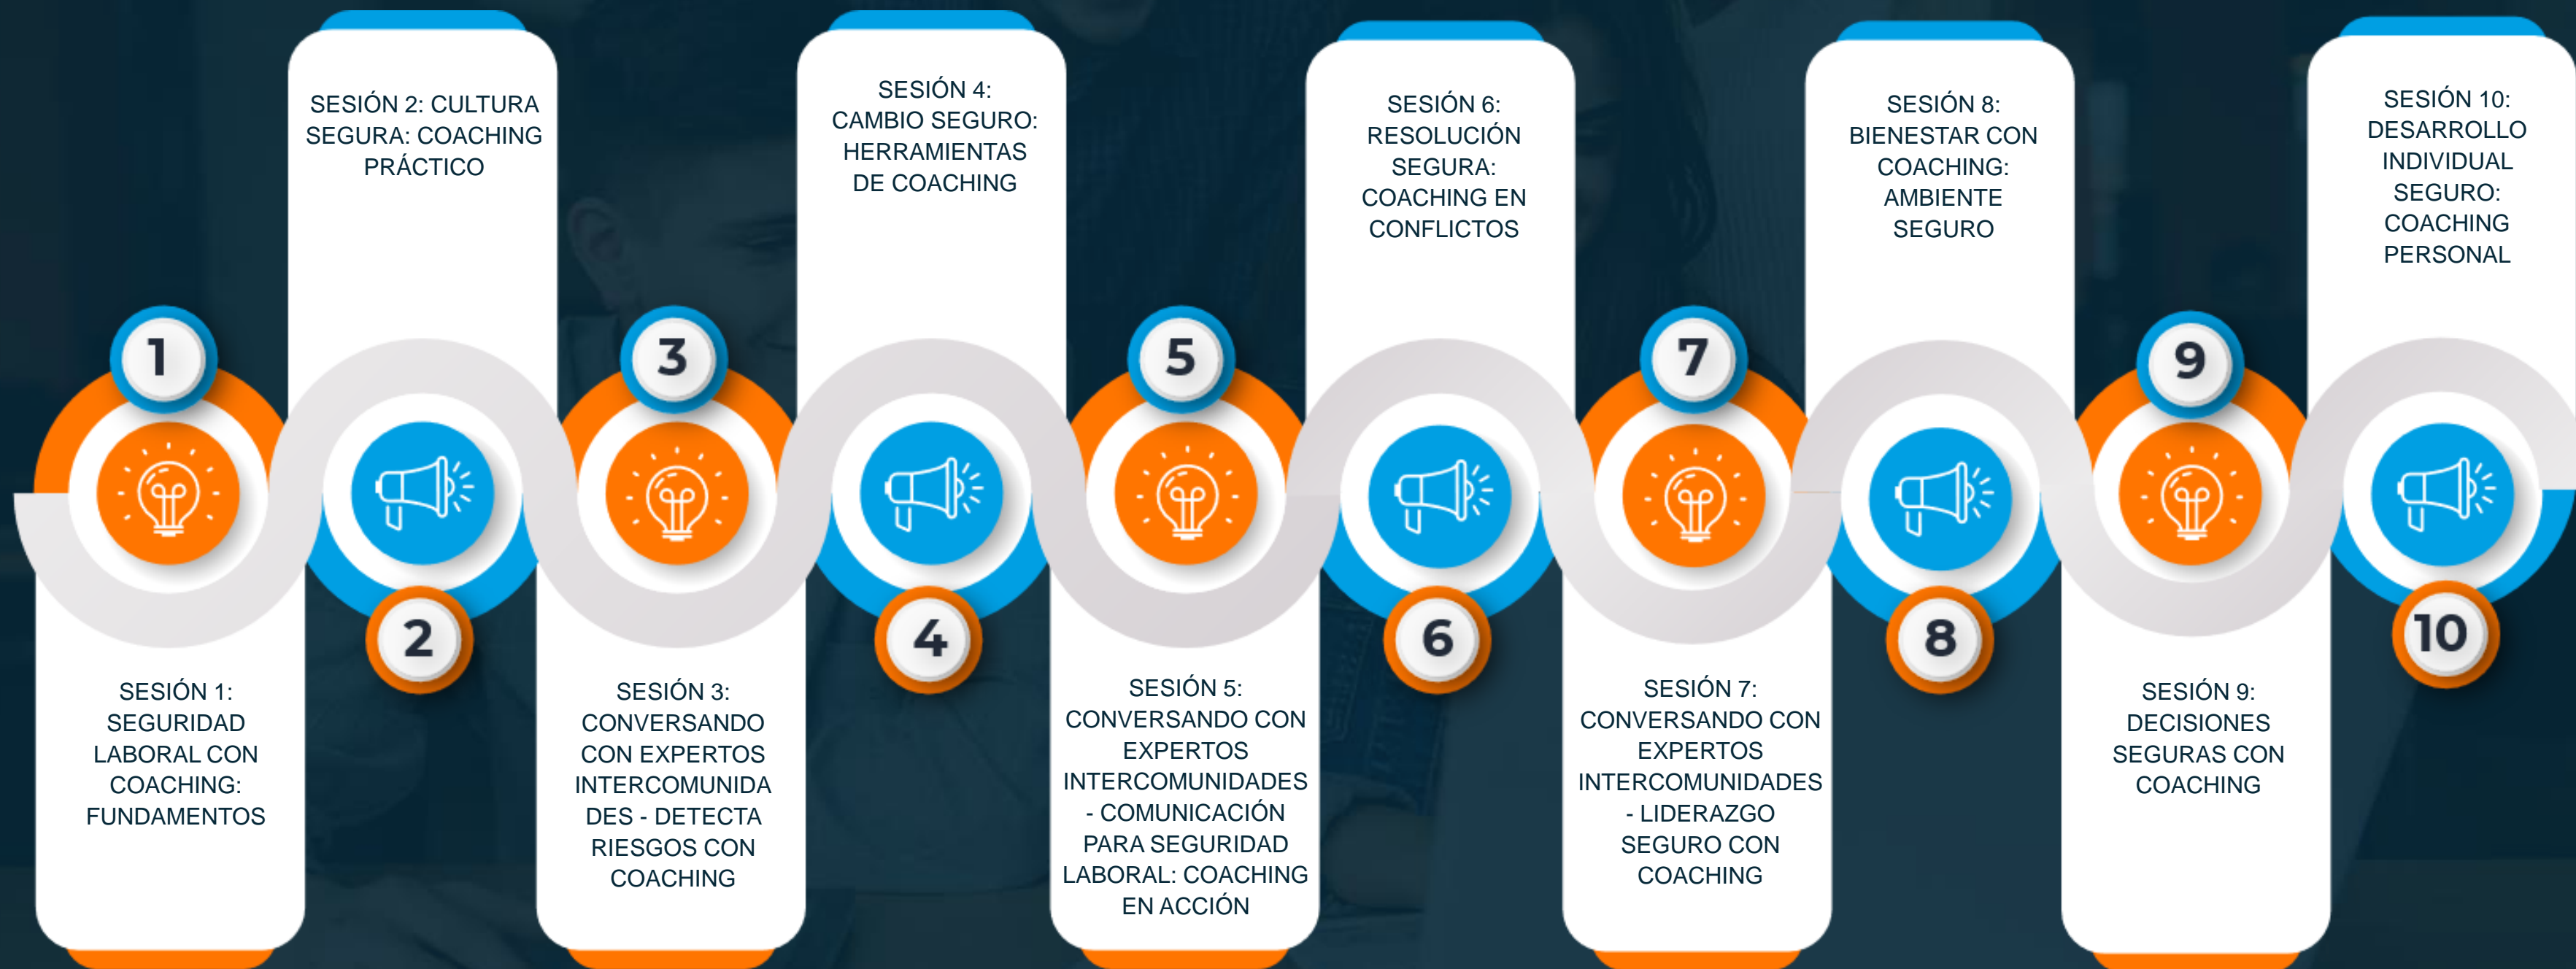 1
SESIÓN 1:
SEGURIDAD
LABORAL CON
COACHING:
FUNDAMENTOS
SESIÓN 2: CULTURA
SEGURA: COACHING
PRÁCTICO
2
3
SESIÓN 3:
CONVERSANDO
CON EXPERTOS
INTERCOMUNIDA
DES - DETECTA
RIESGOS CON
COACHING
SESIÓN 4:
CAMBIO SEGURO:
HERRAMIENTAS
DE COACHING
4
5
SESIÓN 5:
CONVERSANDO CON
EXPERTOS
INTERCOMUNIDADES
- COMUNICACIÓN
PARA SEGURIDAD
LABORAL: COACHING
EN ACCIÓN
SESIÓN 6:
RESOLUCIÓN
SEGURA:
COACHING EN
CONFLICTOS
6
7
SESIÓN 7:
CONVERSANDO CON
EXPERTOS
INTERCOMUNIDADES
- LIDERAZGO
SEGURO CON
COACHING
SESIÓN 8:
BIENESTAR CON
COACHING:
AMBIENTE
SEGURO
8
9
SESIÓN 9:
DECISIONES
SEGURAS CON
COACHING
SESIÓN 10:
DESARROLLO
INDIVIDUAL
SEGURO:
COACHING
PERSONAL
10